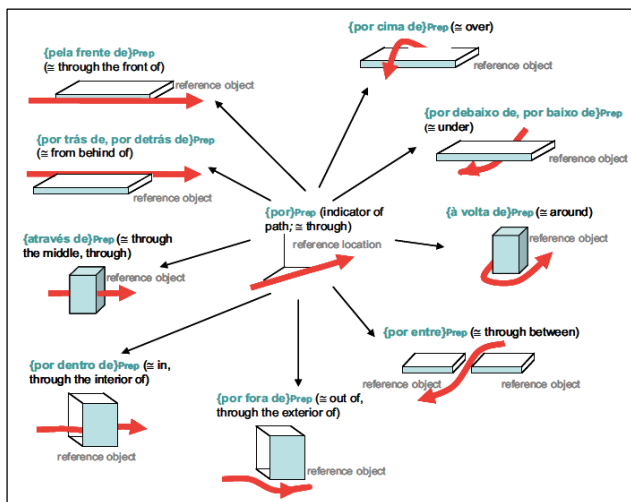 {pela frente de}Prep
(≅ through the front of)
reference object
{por cima de}Prep (≅ over)
reference object
{por trás de, por detrás de}Prep
(≅ from behind of)
reference object
{por debaixo de, por baixo de}Prep
(≅ under)
reference object
{por}Prep (indicator of
path; ≅ through)
reference location
{à volta de}Prep (≅ around)
reference object
{através de}Prep (≅ through
the middle, through)
reference object
{por entre}Prep (≅ through between)
reference object
reference object
{por dentro de}Prep (≅ in,
through the interior of)
reference object
{por fora de}Prep (≅ out of,
through the exterior of)
reference object